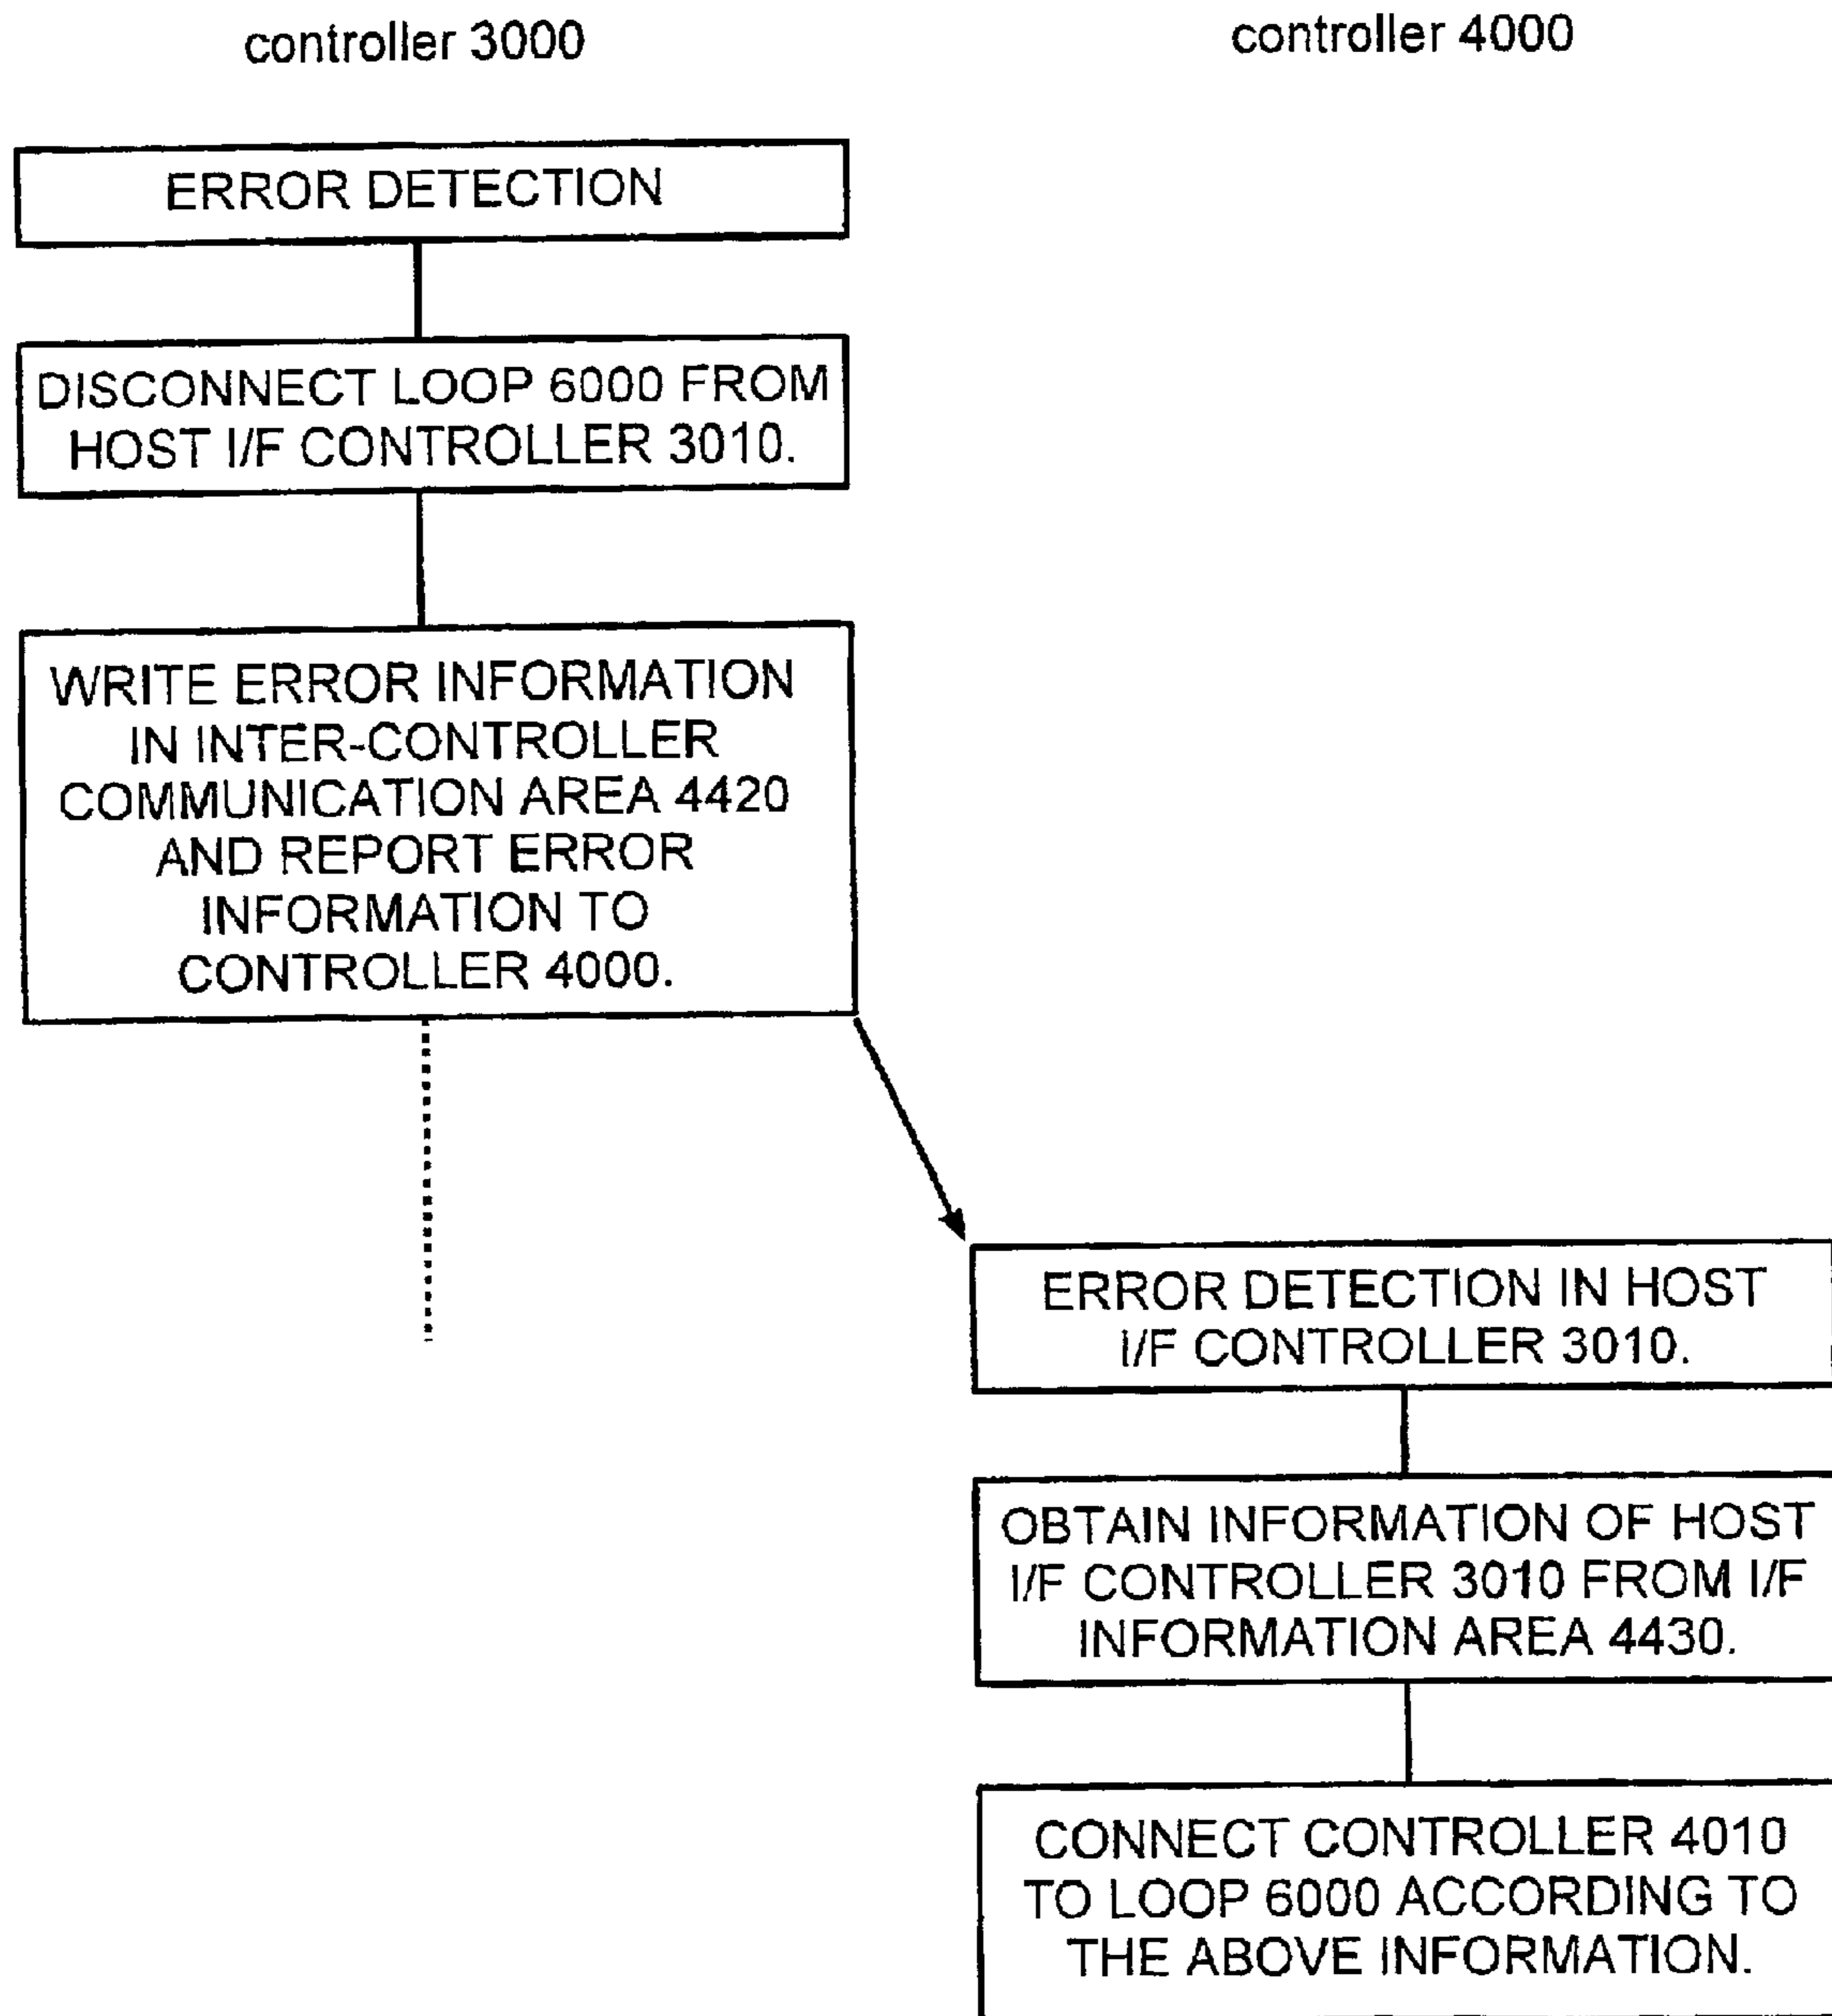 controller 3000
controller 4000
ERROR DETECTION
DISCONNECT LOOP 6000 FROM
HOST I/F CONTROLLER 3010.
WRITE ERROR INFORMATION
IN INTER-CONTROLLER
COMMUNICATION AREA 4420
AND REPORT ERROR
INFORMATION TO
CONTROLLER 4000.
ERROR DETECTION IN HOST
I/F CONTROLLER 3010.
OBTAIN INFORMATION OF HOST
I/F CONTROLLER 3010 FROM I/F
INFORMATION AREA 4430.
CONNECT CONTROLLER 4010
TO LOOP 6000 ACCORDING TO
THE ABOVE INFORMATION.